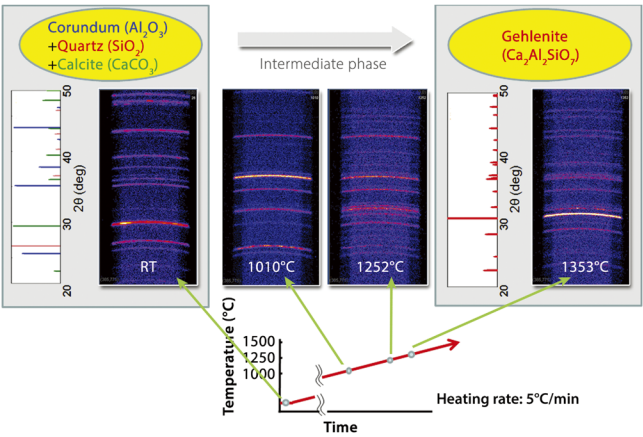 Corundum (Al₂O₃)
+Quartz (SiO₂)
+Calcite (CaCO₃)
Intermediate phase
Gehlenite
(Ca₂Al₂SiO₇)
50
40
30
20
2θ (deg)
RT
1010°C
1252°C
50
40
30
20
2θ (deg)
1353°C
Temperature (°C)
1500
1250
1000
Heating rate: 5°C/min
Time